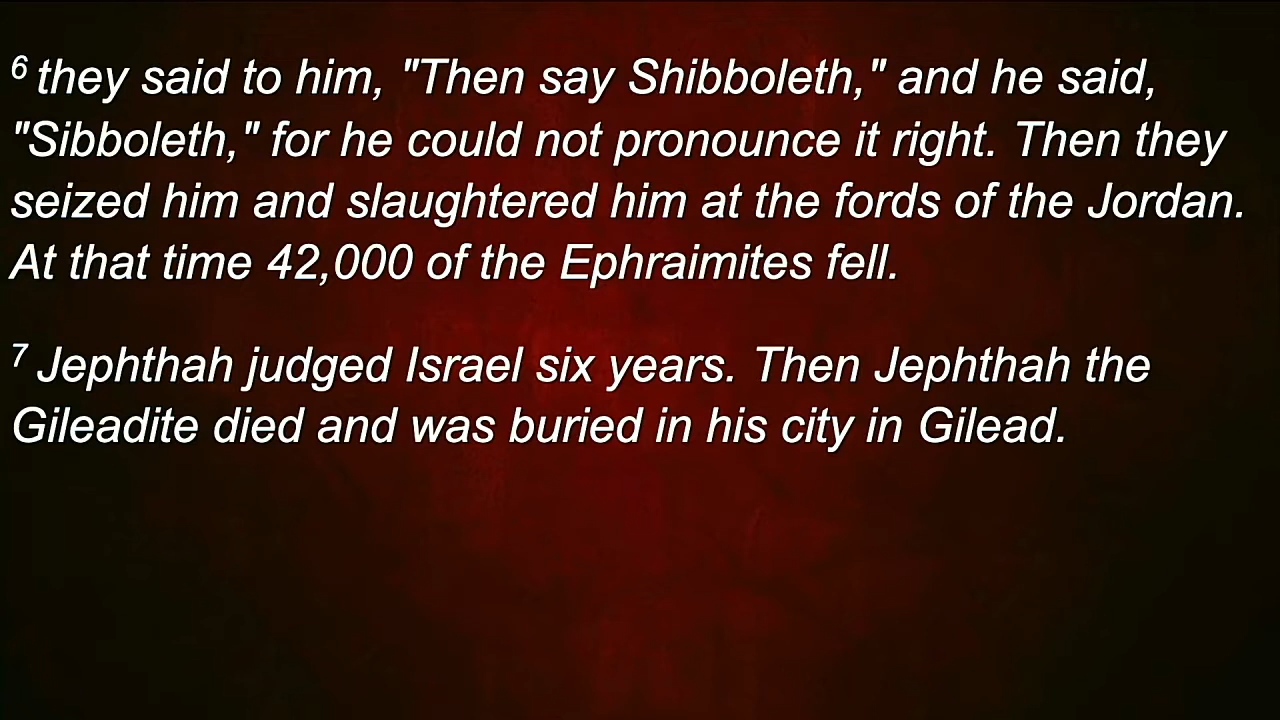 6 they said to him, "Then say Shibboleth," and he said,
"Sibboleth," for he could not pronounce it right. Then they
seized him and slaughtered him at the fords of the Jordan.
At that time 42,000 of the Ephraimites fell.
7 Jephthah judged Israel six years. Then Jephthah the
Gileadite died and was buried in his city in Gilead.